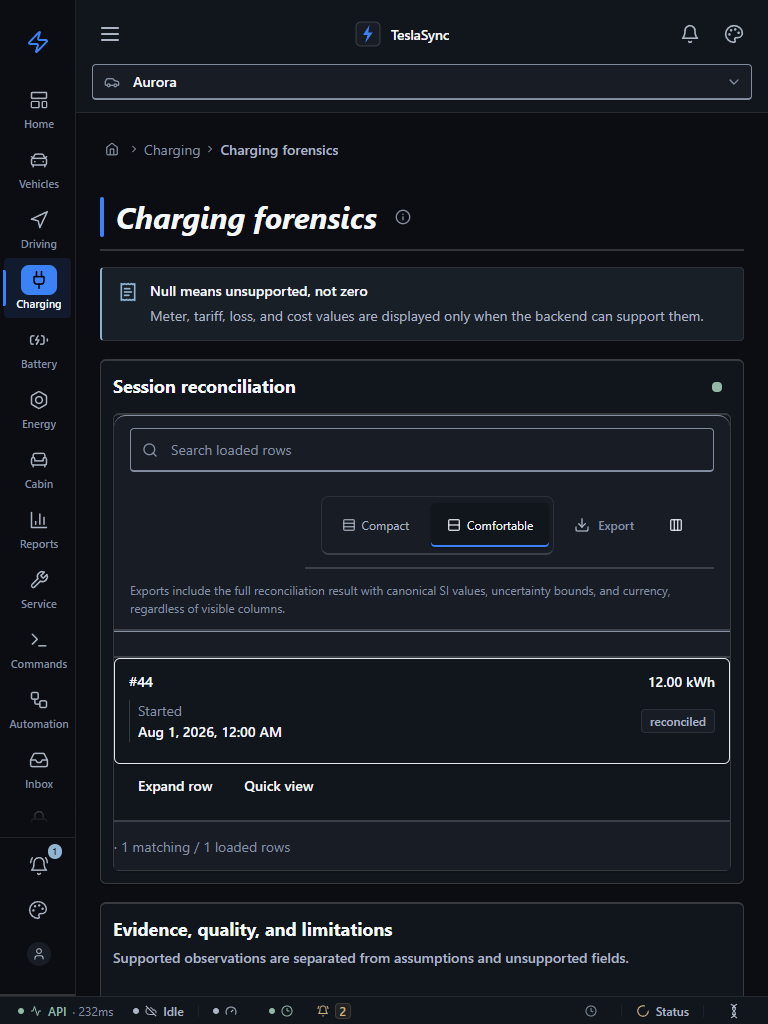 TeslaSync
Aurora
Home
Vehicles
Driving
Charging
Battery
Energy
Cabin
Reports
Service
Commands
Automation
Inbox
1
Charging
Charging forensics
Charging forensics
Null means unsupported, not zero
Meter, tariff, loss, and cost values are displayed only when the backend can support them.
Session reconciliation
Search loaded rows
Compact
Comfortable
Export
Exports include the full reconciliation result with canonical SI values, uncertainty bounds, and currency,
regardless of visible columns.
#44
12.00 kWh
Started
Aug 1, 2026, 12:00 AM
reconciled
Expand row
Quick view
· 1 matching / 1 loaded rows
Evidence, quality, and limitations
Supported observations are separated from assumptions and unsupported fields.
API · 232ms
Idle
2
Status